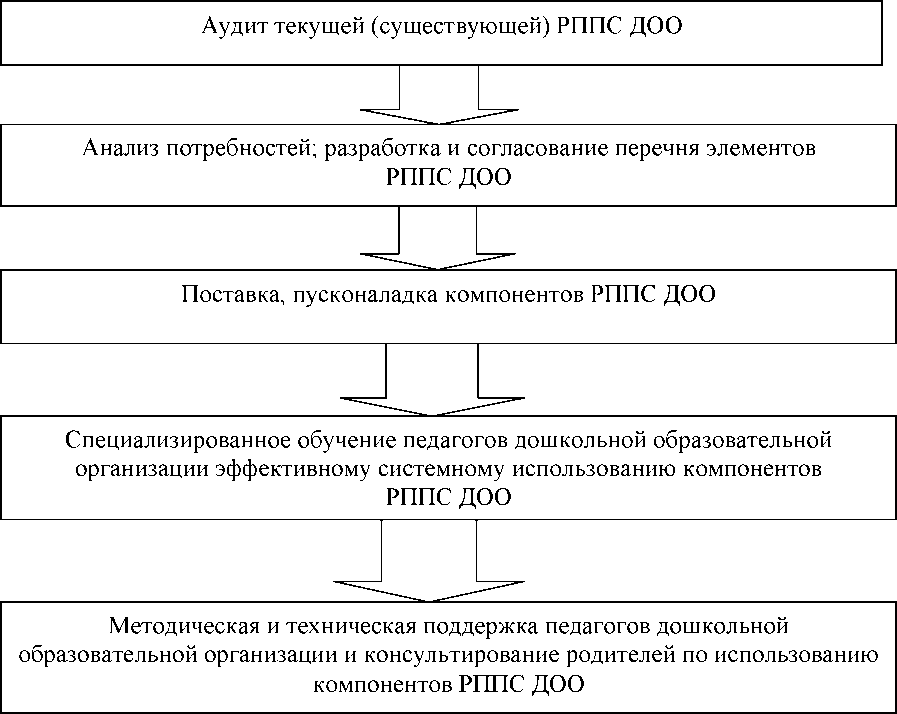 Аудит текущей (существующей) РППС ДОО
Анализ потребностей; разработка и согласование перечня элементов
РППС ДОО
Поставка, пусконаладка компонентов РППС ДОО
Специализированное обучение педагогов дошкольной образовательной
организации эффективному системному использованию компонентов
РППС ДОО
Методическая и техническая поддержка педагогов дошкольной
образовательной организации и консультирование родителей по использованию
компонентов РППС ДОО